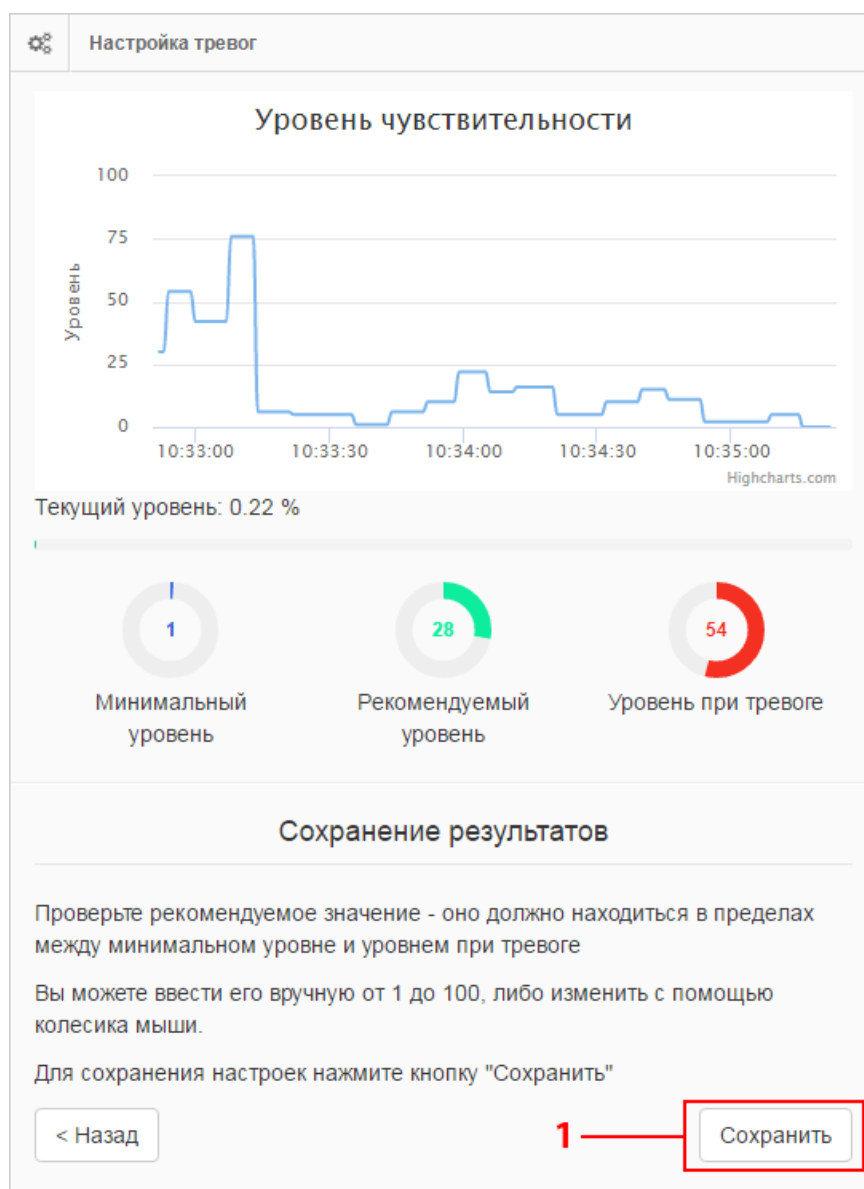 Настройка тревог
Уровень чувствительности
100
75
50
25
0
Уровень
10:33:00 10:33:30 10:34:00 10:34:30 10:35:00
Highcharts.com
Текущий уровень: 0.22 %
1 28 54
Минимальный Рекомендуемый Уровень при тревоге
уровень уровень
Сохранение результатов
Проверьте рекомендуемое значение - оно должно находиться в пределах
между минимальном уровне и уровнем при тревоге
Вы можете ввести его вручную от 1 до 100, либо изменить с помощью
колесика мыши.
Для сохранения настроек нажмите кнопку "Сохранить"
< Назад 1 Сохранить